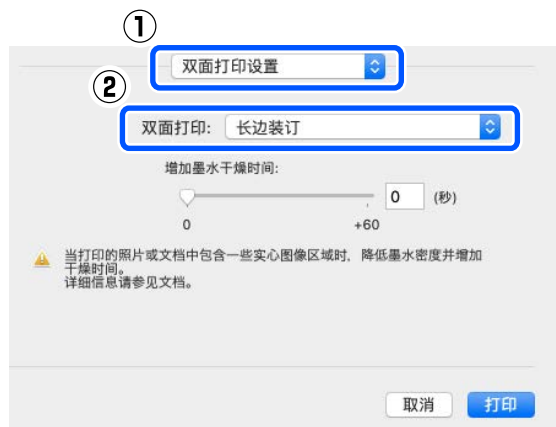 ①
双面打印设置
②
双面打印: 长边装订
增加墨水干燥时间:
0 (秒)
0 +60
当打印的照片或文档中包含一些实心图像区域时，降低墨水密度并增加
干燥时间。
详细信息请参见文档。
取消 打印